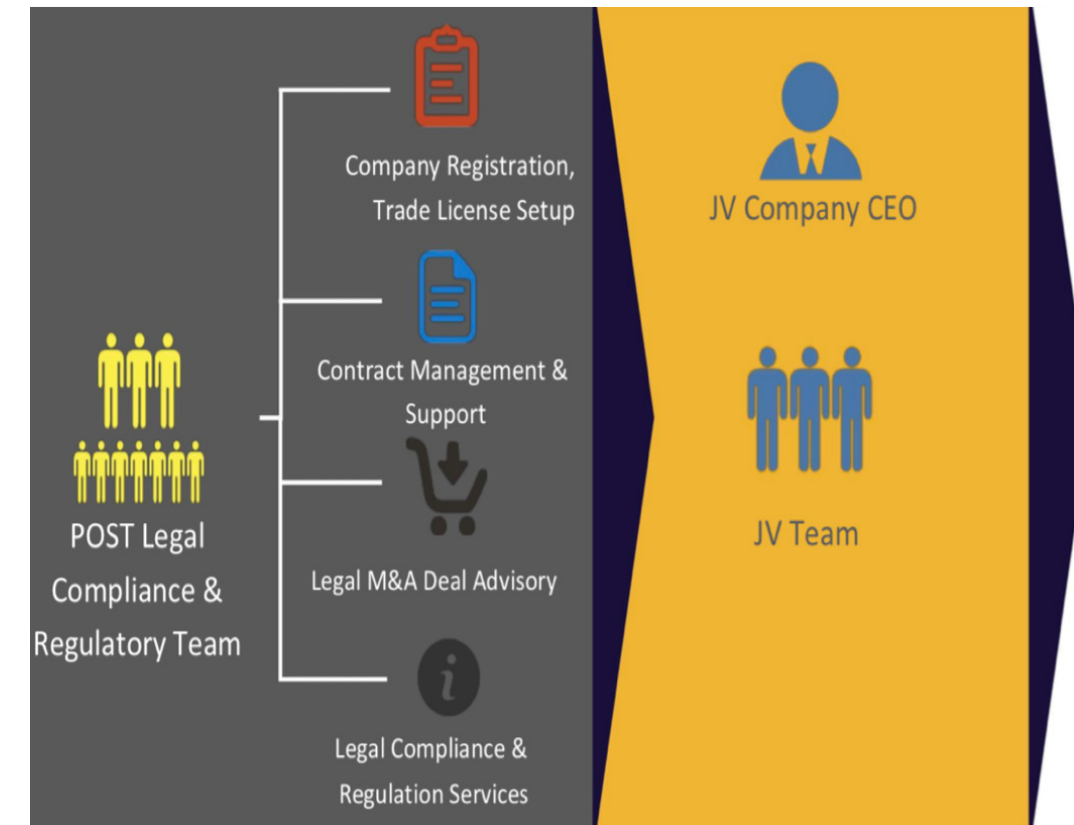 POST Legal
Compliance &
Regulatory Team
Company Registration,
Trade License Setup
Contract Management &
Support
Legal M&A Deal Advisory
Legal Compliance &
Regulation Services
JV Company CEO
JV Team